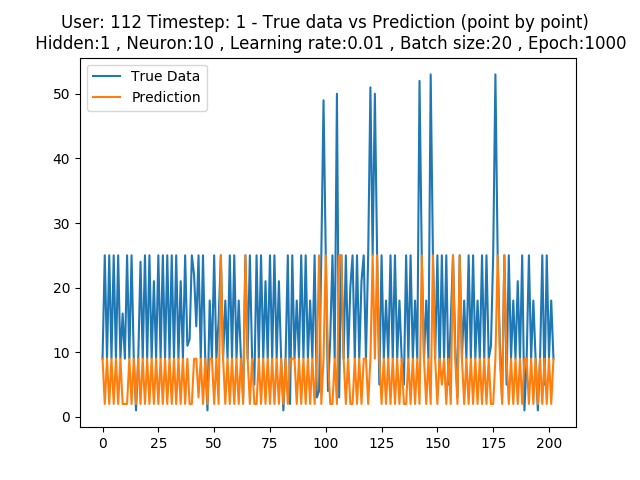 User: 112 Timestep: 1 - True data vs Prediction (point by point)
Hidden:1 , Neuron:10 , Learning rate:0.01 , Batch size:20 , Epoch:1000
True Data
Prediction
50
40
30
20
10
0
0 25 50 75 100 125 150 175 200